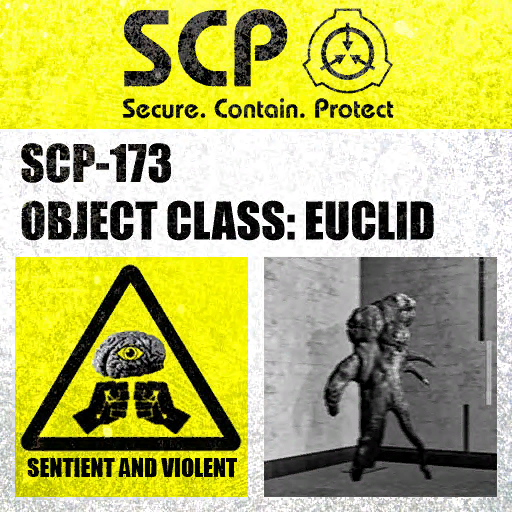 SCP
Secure. Contain. Protect
SCP-173
OBJECT CLASS: EUCLID
SENTIENT AND VIOLENT